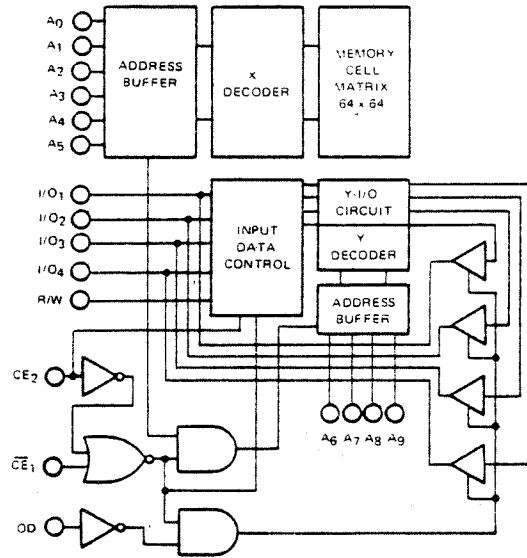 A0
A1
A2
A3
A4
A5
ADDRESS
BUFFER
X
DECODER
MEMORY
CELL
MATRIX
64 x 64
I/O1
I/O2
I/O3
I/O4
R/W
INPUT
DATA
CONTROL
Y-I/O
CIRCUIT
Y
DECODER
ADDRESS
BUFFER
CE2
A6 A7 A8 A9
CE1
OD